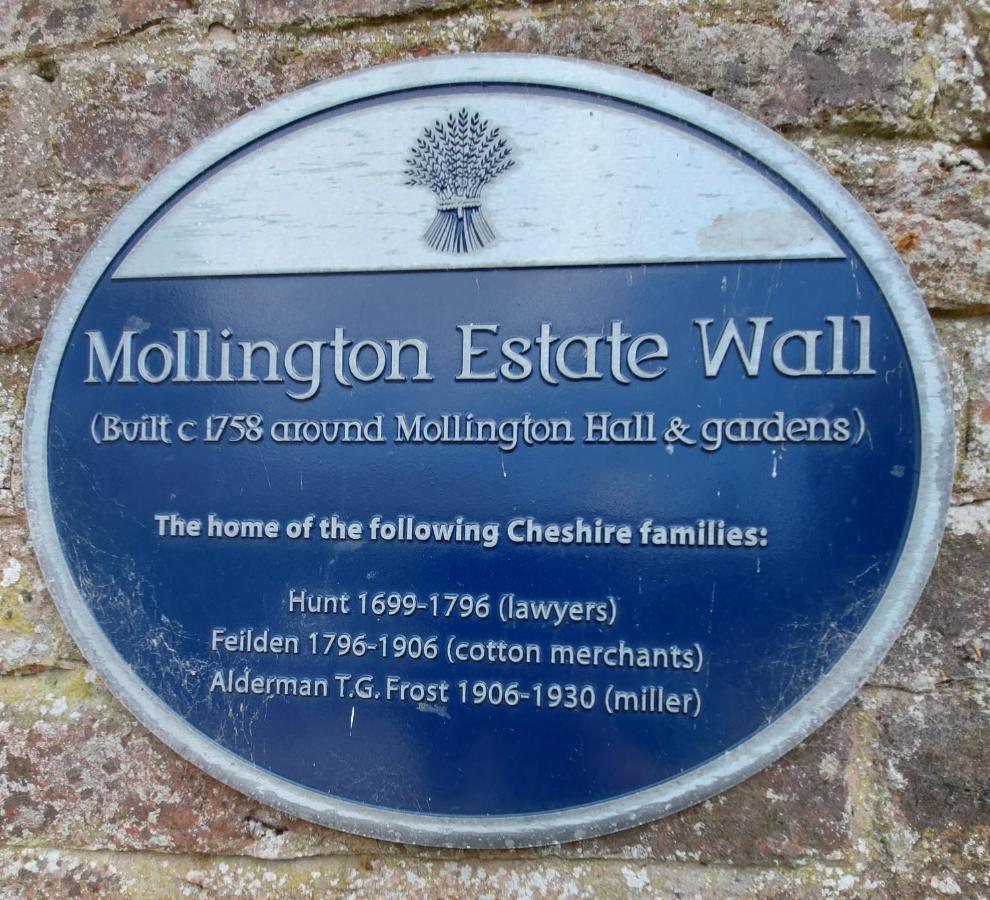 Mollington Estate Wall
(Built c 1758 around Mollington Hall & gardens)
The home of the following Cheshire families:
Hunt 1699-1796 (lawyers)
Feilden 1796-1906 (cotton merchants)
Alderman T.G. Frost 1906-1930 (miller)